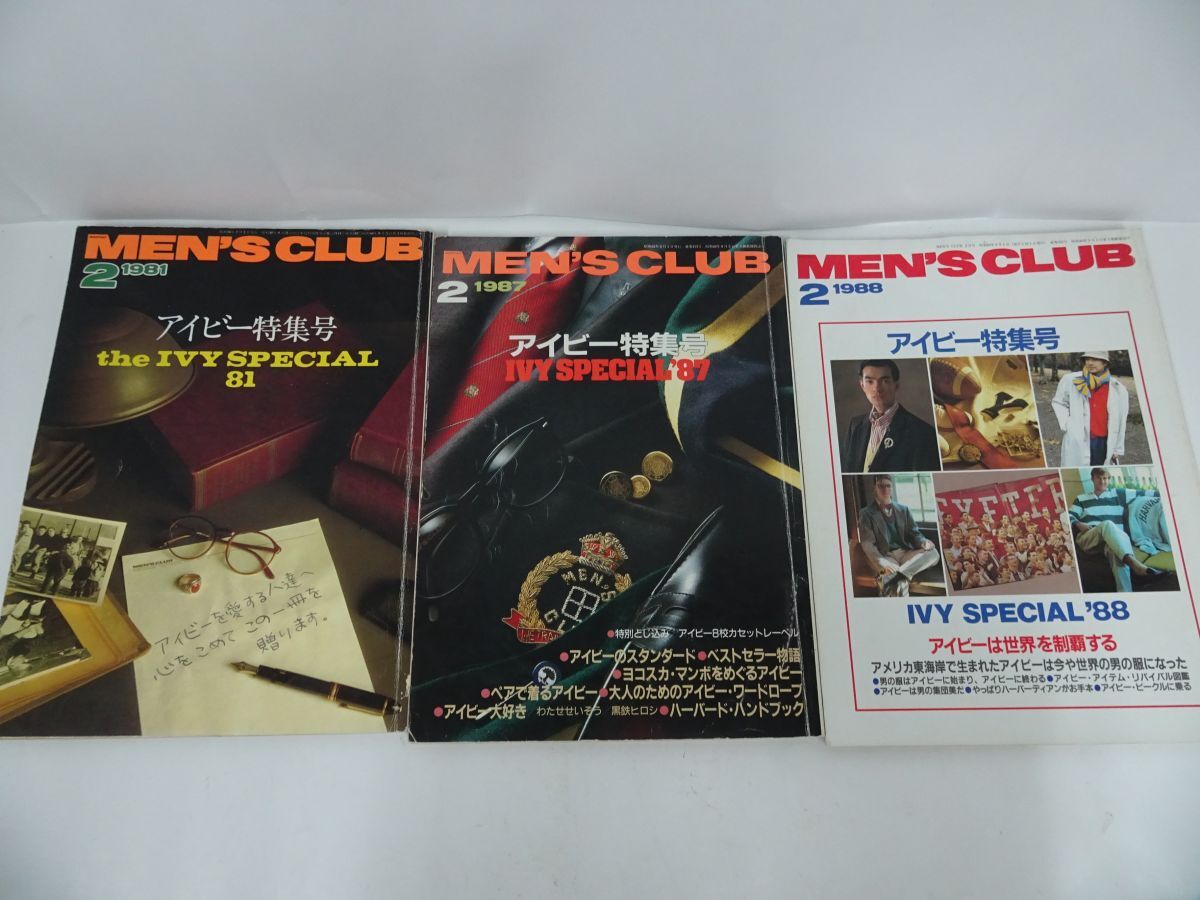 MEN'S CLUB
2 1981
アイビー特集号
the IVY SPECIAL
81
MEN'S CLUB
アイビーを愛する人達へ
心をこめて この一冊を
贈ります。
MEN'S CLUB
2 1987
アイビー特集号
IVY SPECIAL '87
MEN'S
●特別とじ込み アイビー8校カセットレーベル
●アイビーのスタンダード●ベストセラー物語
●ヨコスカ・マンボをめぐるアイビー
●ペアで着るアイビー●大人のためのアイビー・ワードローブ
●アイビー大好き わたせせいぞう 黒鉄ヒロシ●ハーバード・ハンドブック
MEN'S CLUB
2 1988
アイビー特集号
EXETER
HARVA
IVY SPECIAL '88
アイビーは世界を制覇する
アメリカ東海岸で生まれたアイビーは今や世界の男の服になった
●男の服はアイビーに始まり、アイビーに終わる●アイビー・アイテム・リバイバル図鑑
●アイビーは男の集団美だ●やっぱりハーバーディアンがお手本●アイビー・ビークルに乗る